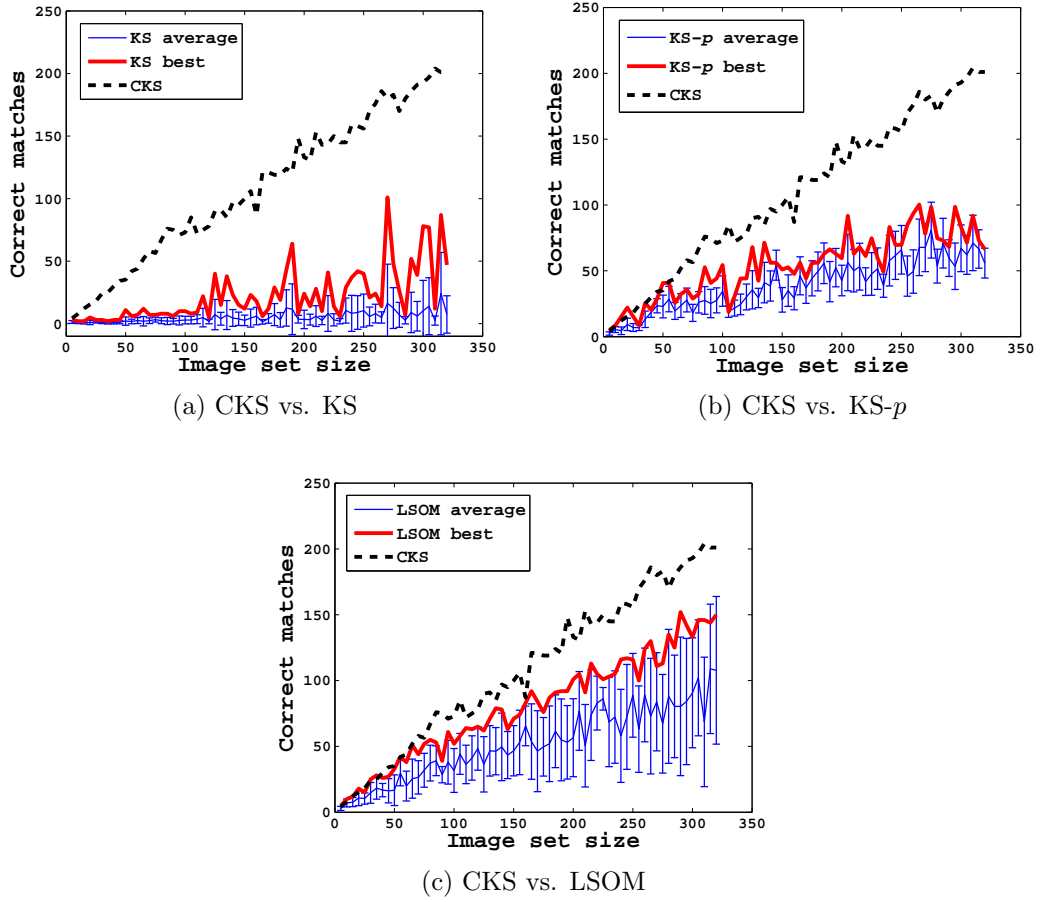 250
200
150
100
50
0
KS average
KS best
CKS
Correct matches
0 50 100 150 200 250 300 350
Image set size
(a) CKS vs. KS
250
200
150
100
50
0
KS-p average
KS-p best
CKS
Correct matches
0 50 100 150 200 250 300 350
Image set size
(b) CKS vs. KS-p
250
200
150
100
50
0
LSOM average
LSOM best
CKS
Correct matches
0 50 100 150 200 250 300 350
Image set size
(c) CKS vs. LSOM